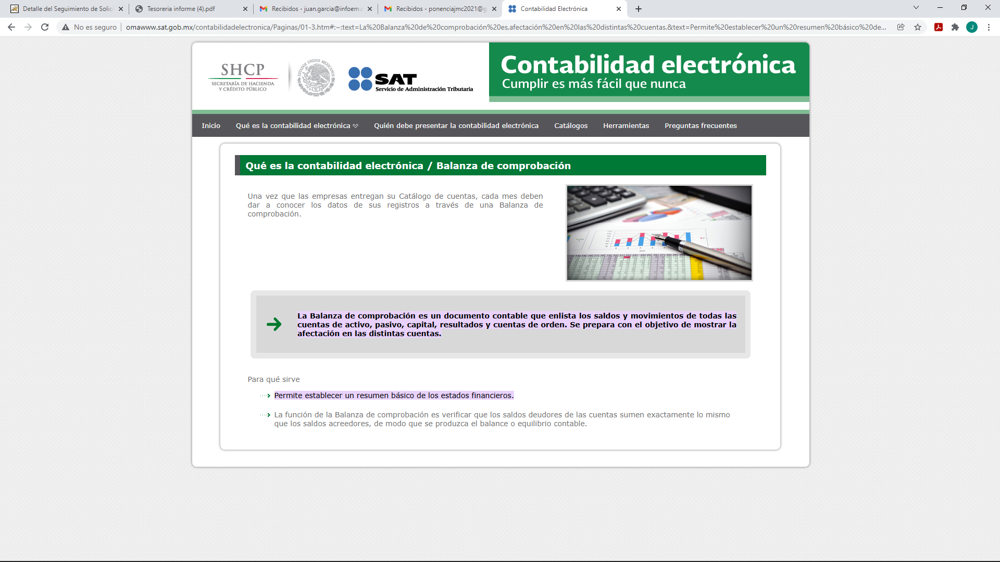 Detalle del Seguimiento de Solici
Tesoreria informe (4).pdf
Recibidos - juan.garcia@infoem.c
Recibidos - ponenciajmc2021@g
Contabilidad Electrónica
No es seguro
omawww.sat.gob.mx/contabilidadelectronica/Paginas/01-3.htm#:~:text=La%20Balanza%20de%20comprobación%20es,afectación%20en%20las%20distintas%20cuentas.&text=Permite%20establecer%20un%20resumen%20básico%20de...
J
SHCP
SECRETARÍA DE HACIENDA
Y CRÉDITO PÚBLICO
ESTADOS UNIDOS MEXICANOS
SAT
Servicio de Administración Tributaria
Contabilidad electrónica
Cumplir es más fácil que nunca
Inicio
Qué es la contabilidad electrónica
Quién debe presentar la contabilidad electrónica
Catálogos
Herramientas
Preguntas frecuentes
Qué es la contabilidad electrónica / Balanza de comprobación
Una vez que las empresas entregan su Catálogo de cuentas, cada mes deben
dar a conocer los datos de sus registros a través de una Balanza de
comprobación.
La Balanza de comprobación es un documento contable que enlista los saldos y movimientos de todas las
cuentas de activo, pasivo, capital, resultados y cuentas de orden. Se prepara con el objetivo de mostrar la
afectación en las distintas cuentas.
Para qué sirve
Permite establecer un resumen básico de los estados financieros.
La función de la Balanza de comprobación es verificar que los saldos deudores de las cuentas sumen exactamente lo mismo
que los saldos acreedores, de modo que se produzca el balance o equilibrio contable.